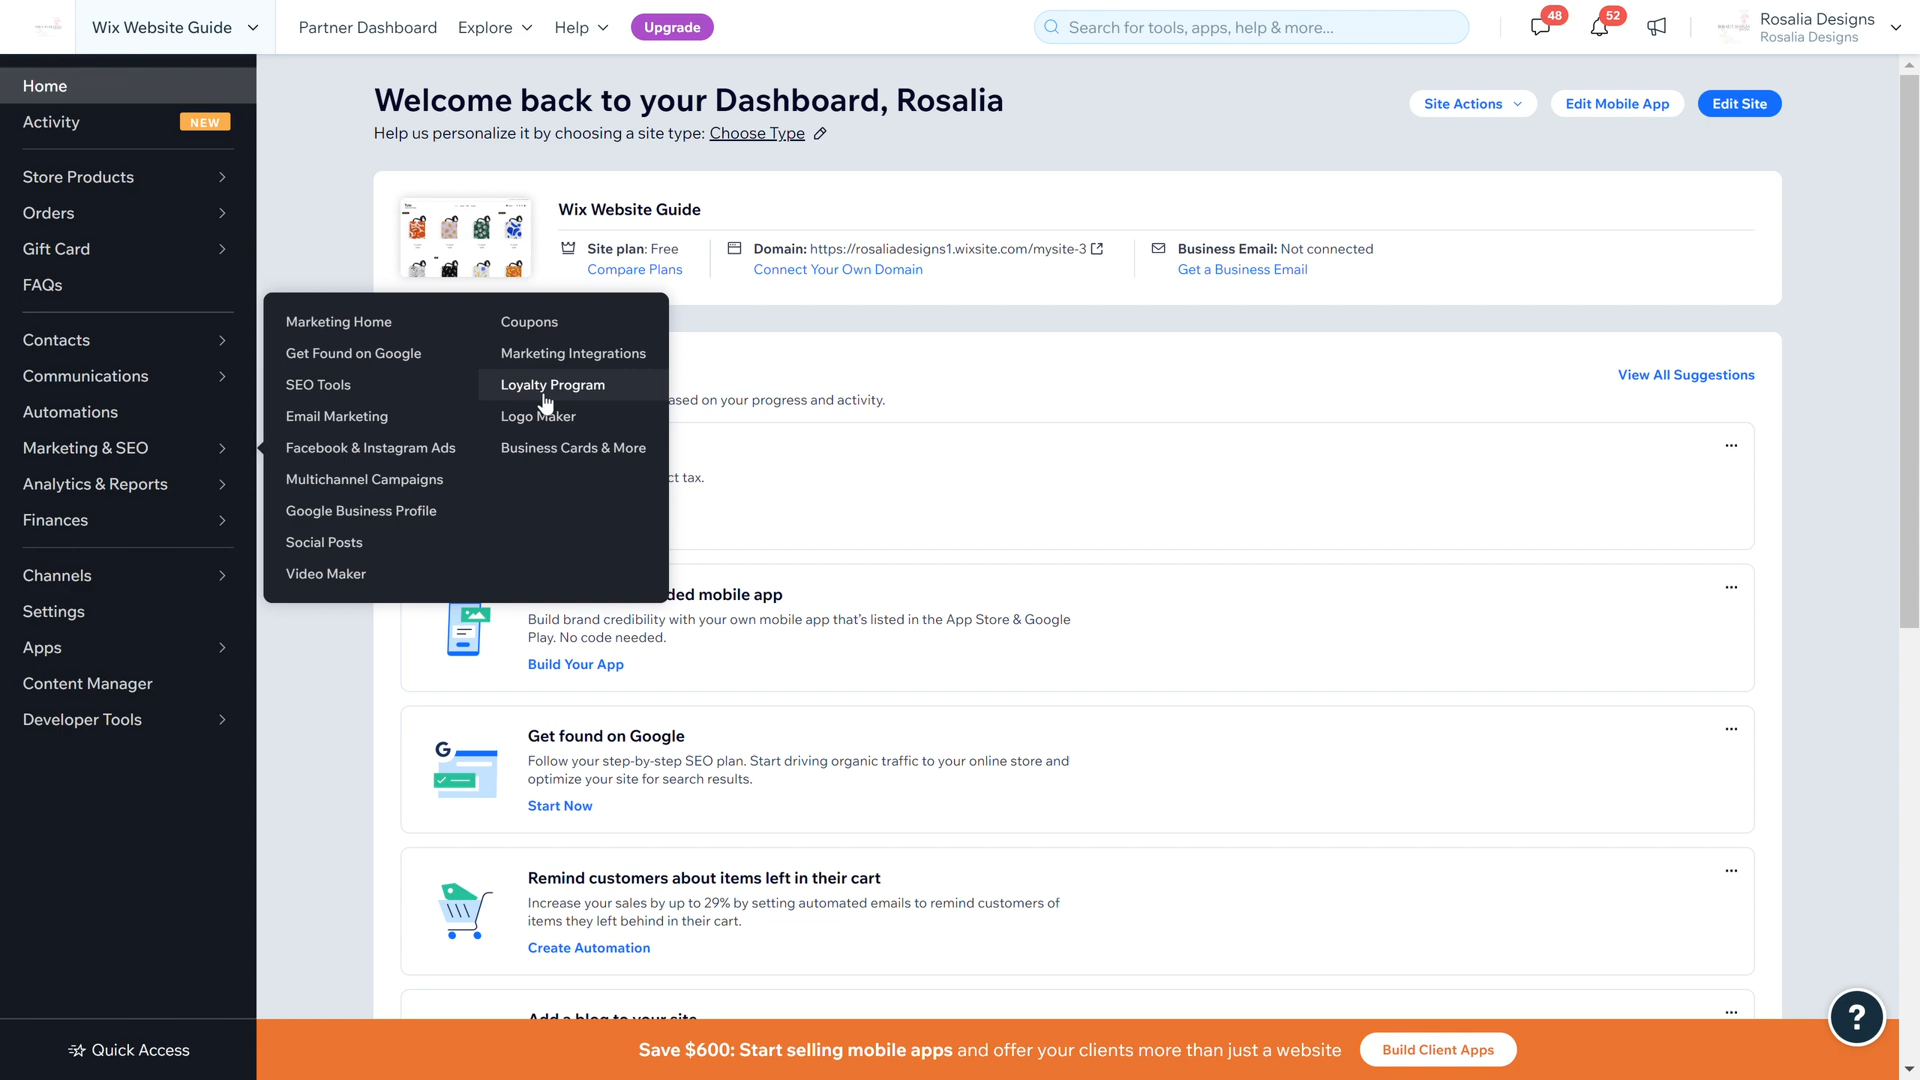 Wix Website Guide
Partner Dashboard
Explore
Help
Upgrade
Search for tools, apps, help & more...
48
52
Rosalia Designs
Rosalia Designs
Home
Activity
NEW
Store Products
Orders
Gift Card
FAQs
Contacts
Communications
Automations
Marketing & SEO
Analytics & Reports
Finances
Channels
Settings
Apps
Content Manager
Developer Tools
Quick Access
Welcome back to your Dashboard, Rosalia
Help us personalize it by choosing a site type: Choose Type
Site Actions
Edit Mobile App
Edit Site
Wix Website Guide
Site plan: Free
Compare Plans
Domain: https://rosaliadesigns1.wixsite.com/mysite-3
Connect Your Own Domain
Business Email: Not connected
Get a Business Email
Marketing Home
Get Found on Google
SEO Tools
Email Marketing
Facebook & Instagram Ads
Multichannel Campaigns
Google Business Profile
Social Posts
Video Maker
Coupons
Marketing Integrations
Loyalty Program
Logo Maker
Business Cards & More
View All Suggestions
ased on your progress and activity.
ct tax.
ded mobile app
Build brand credibility with your own mobile app that's listed in the App Store & Google
Play. No code needed.
Build Your App
G
Get found on Google
Follow your step-by-step SEO plan. Start driving organic traffic to your online store and
optimize your site for search results.
Start Now
Remind customers about items left in their cart
Increase your sales by up to 29% by setting automated emails to remind customers of
items they left behind in their cart.
Create Automation
Add a blog to your site
Save $600: Start selling mobile apps and offer your clients more than just a website
Build Client Apps
?